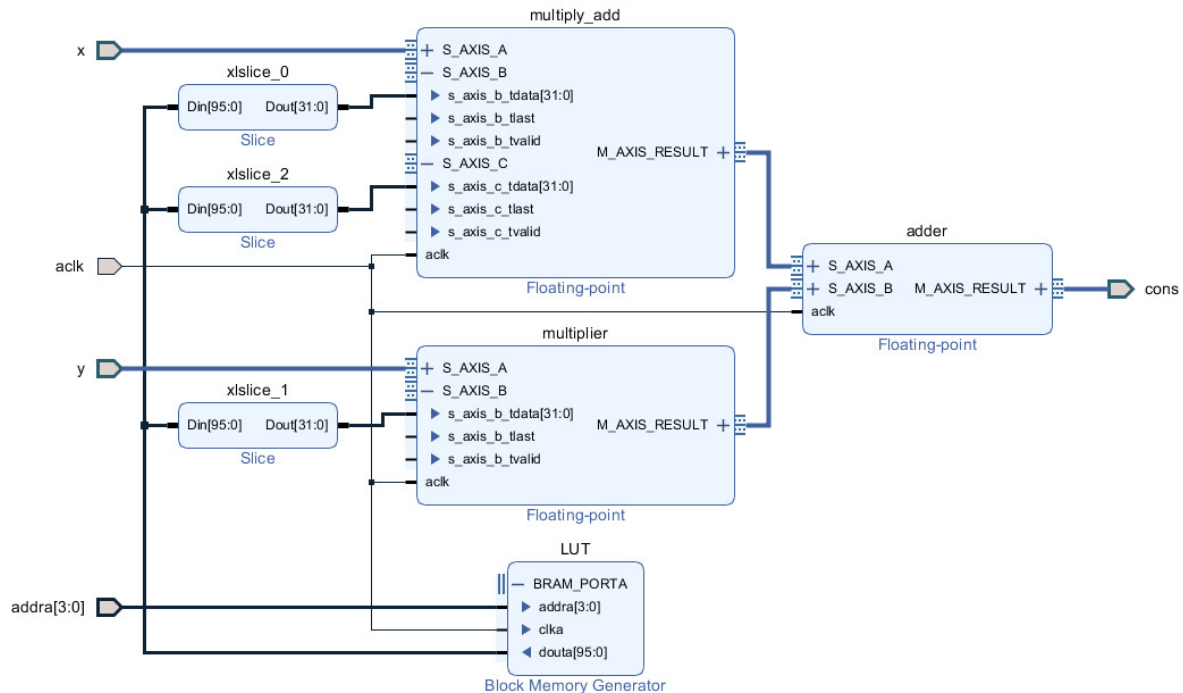 multiply_add
x
S_AXIS_A
xlslice_0
S_AXIS_B
Din[95:0] Dout[31:0]
s_axis_b_tdata[31:0]
s_axis_b_tlast
Slice
s_axis_b_tvalid
M_AXIS_RESULT
S_AXIS_C
xlslice_2
s_axis_c_tdata[31:0]
Din[95:0] Dout[31:0]
s_axis_c_tlast
s_axis_c_tvalid
Slice
aclk
aclk
Floating-point
adder
S_AXIS_A
S_AXIS_B M_AXIS_RESULT
cons
aclk
Floating-point
multiplier
y
S_AXIS_A
xlslice_1
S_AXIS_B
Din[95:0] Dout[31:0]
s_axis_b_tdata[31:0]
M_AXIS_RESULT
s_axis_b_tlast
Slice
s_axis_b_tvalid
aclk
Floating-point
LUT
BRAM_PORTA
addra[3:0]
addra[3:0]
clka
douta[95:0]
Block Memory Generator